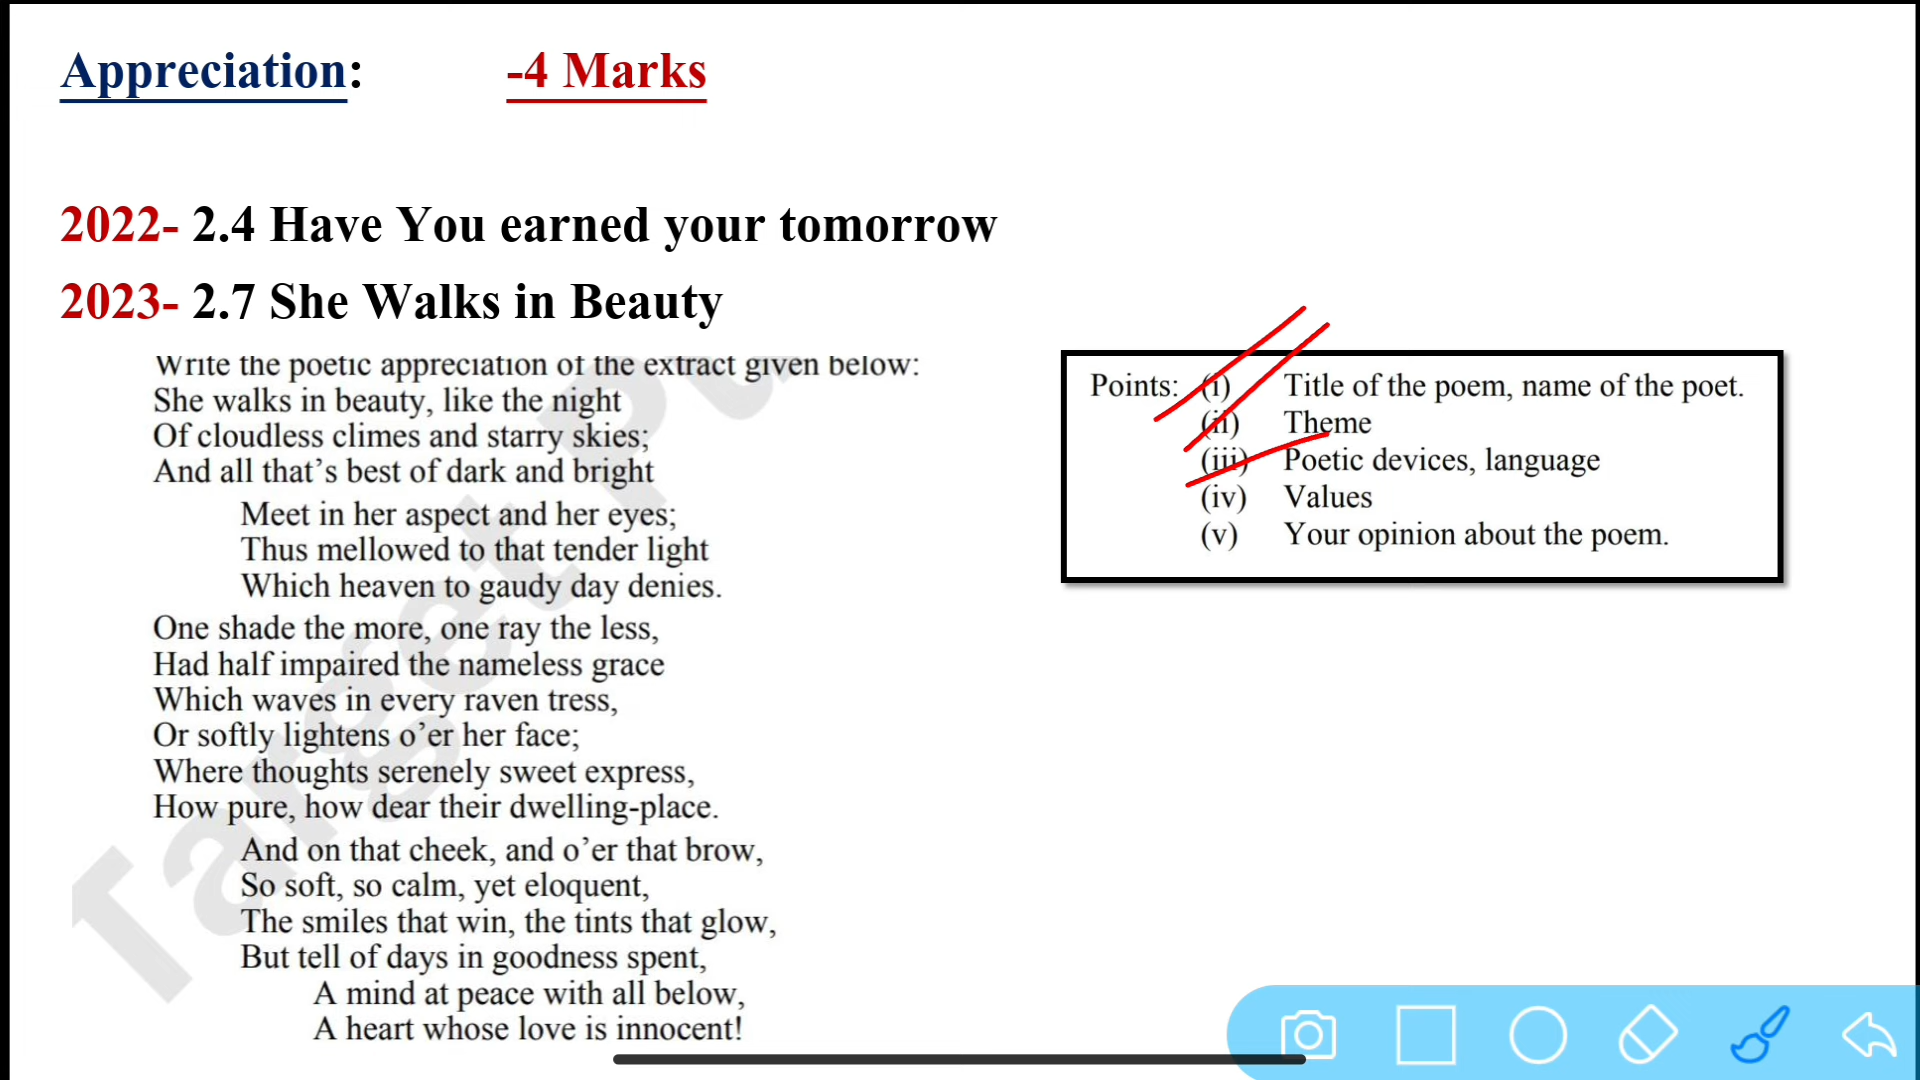 Appreciation: -4 Marks
2022- 2.4 Have You earned your tomorrow
2023- 2.7 She Walks in Beauty
Write the poetic appreciation of the extract given below:
She walks in beauty, like the night
Of cloudless climes and starry skies;
And all that’s best of dark and bright
Meet in her aspect and her eyes;
Thus mellowed to that tender light
Which heaven to gaudy day denies.
One shade the more, one ray the less,
Had half impaired the nameless grace
Which waves in every raven tress,
Or softly lightens o’er her face;
Where thoughts serenely sweet express,
How pure, how dear their dwelling-place.
And on that cheek, and o’er that brow,
So soft, so calm, yet eloquent,
The smiles that win, the tints that glow,
But tell of days in goodness spent,
A mind at peace with all below,
A heart whose love is innocent!
Points: (i) Title of the poem, name of the poet.
(ii) Theme
(iii) Poetic devices, language
(iv) Values
(v) Your opinion about the poem.
Target Pu